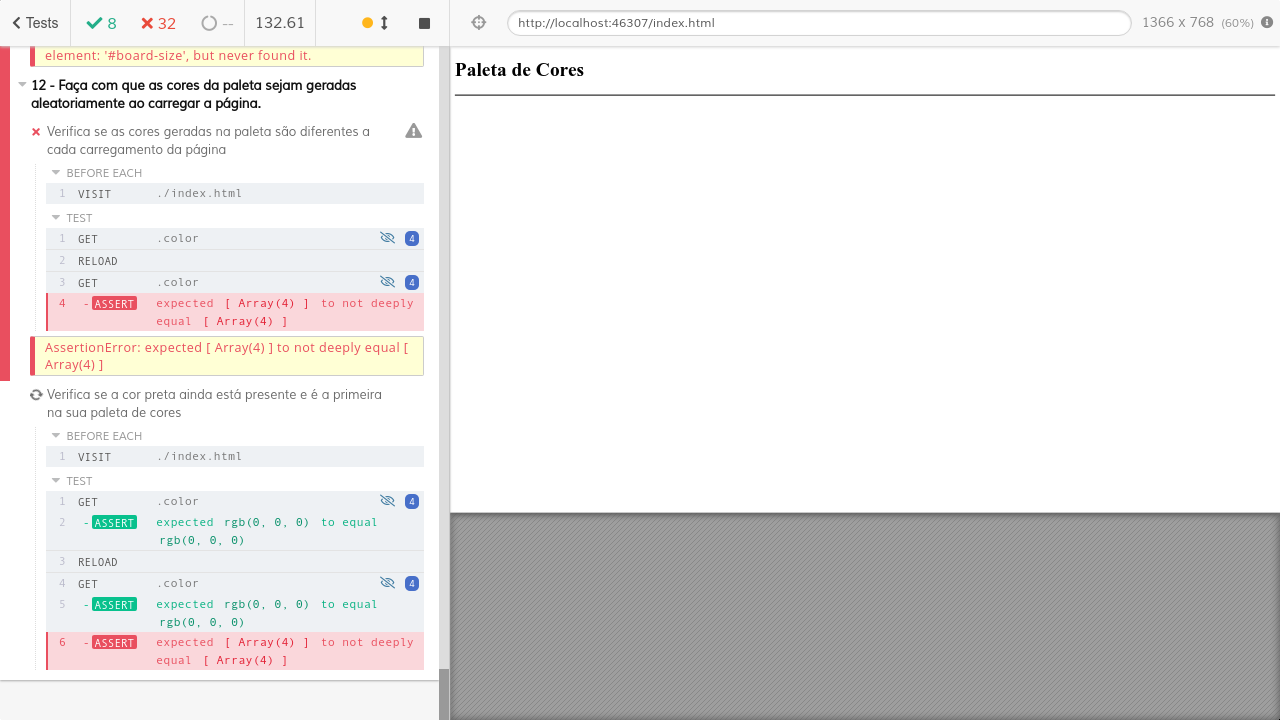 Tests 8 32 -- 132.61 http://localhost:46307/index.html 1366 x 768 (60%)
element: '#board-size', but never found it.
12 - Faça com que as cores da paleta sejam geradas
aleatoriamente ao carregar a página.
Verifica se as cores geradas na paleta são diferentes a
cada carregamento da página
BEFORE EACH
1 VISIT ./index.html
TEST
1 GET .color 4
2 RELOAD
3 GET .color 4
4 -ASSERT expected [ Array(4) ] to not deeply
equal [ Array(4) ]
AssertionError: expected [ Array(4) ] to not deeply equal [
Array(4) ]
Verifica se a cor preta ainda está presente e é a primeira
na sua paleta de cores
BEFORE EACH
1 VISIT ./index.html
TEST
1 GET .color 4
2 -ASSERT expected rgb(0, 0, 0) to equal
rgb(0, 0, 0)
3 RELOAD
4 GET .color 4
5 -ASSERT expected rgb(0, 0, 0) to equal
rgb(0, 0, 0)
6 -ASSERT expected [ Array(4) ] to not deeply
equal [ Array(4) ]
Paleta de Cores